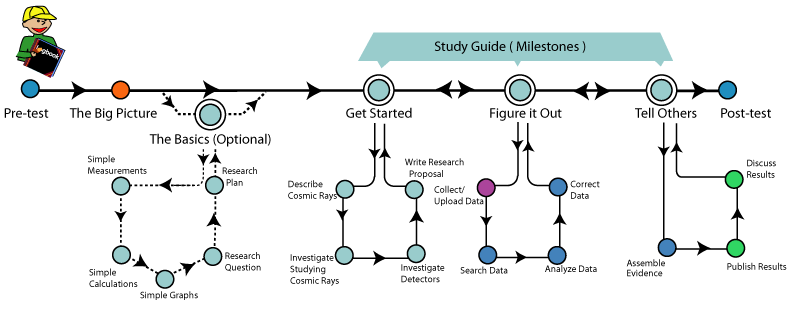 logbook
Study Guide ( Milestones )
Pre-test
The Big Picture
The Basics (Optional)
Get Started
Figure it Out
Tell Others
Post-test
Simple
Measurements
Research
Plan
Simple
Calculations
Simple Graphs
Research
Question
Describe
Cosmic Rays
Write Research
Proposal
Investigate
Studying
Cosmic Rays
Investigate
Detectors
Collect/
Upload Data
Correct
Data
Search Data
Analyze Data
Discuss
Results
Assemble
Evidence
Publish Results